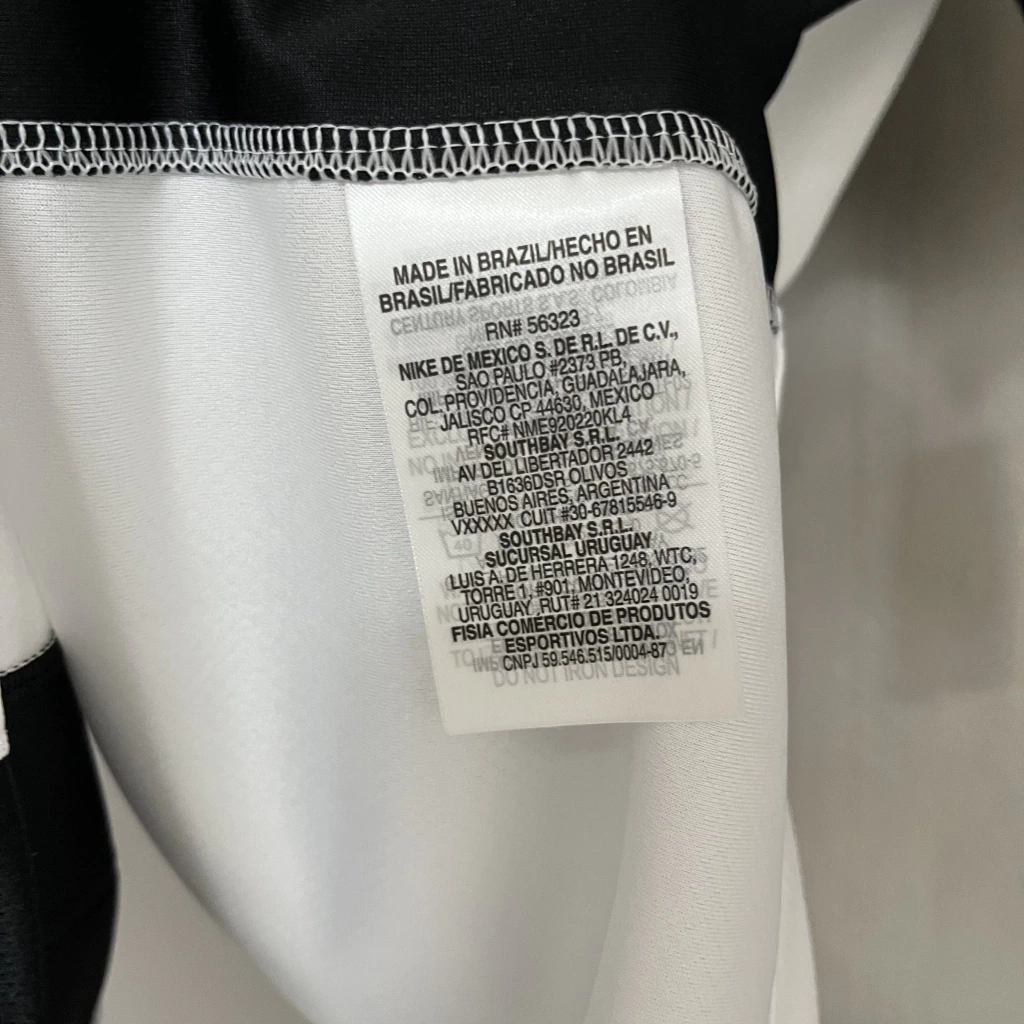 MADE IN BRAZIL/HECHO EN
BRASIL/FABRICADO NO BRASIL
CENTURY SPORTS S.A.S. COLOMBIA
RN# 56323
NIKE DE MEXICO S. DE R.L. DE C.V.,
SAO PAULO #2373 PB,
COL. PROVIDENCIA, GUADALAJARA,
JALISCO CP 44630, MEXICO
RFC# NME920220KL4
SOUTHBAY S.R.L.
AV DEL LIBERTADOR 2442
B1636DSR OLIVOS
BUENOS AIRES, ARGENTINA
VXXXXX CUIT #30-67815546-9
SOUTHBAY S.R.L.
SUCURSAL URUGUAY
LUIS A. DE HERRERA 1248, WTC,
TORRE 1, #901, MONTEVIDEO,
URUGUAY RUT# 21 324024 0019
FISIA COMÉRCIO DE PRODUTOS
ESPORTIVOS LTDA.
CNPJ 59.546.515/0004-87
DO NOT IRON DESIGN